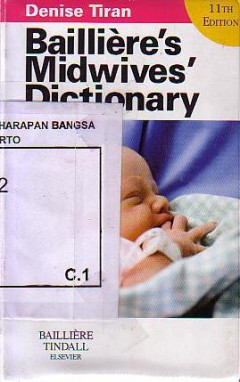 Denise Tiran
11TH
EDITION
Baillière's
Midwives'
Dictionary
HARAPAN BANGSA
RTO
2
C.1
BAILLIÈRE
TINDALL
ELSEVIER